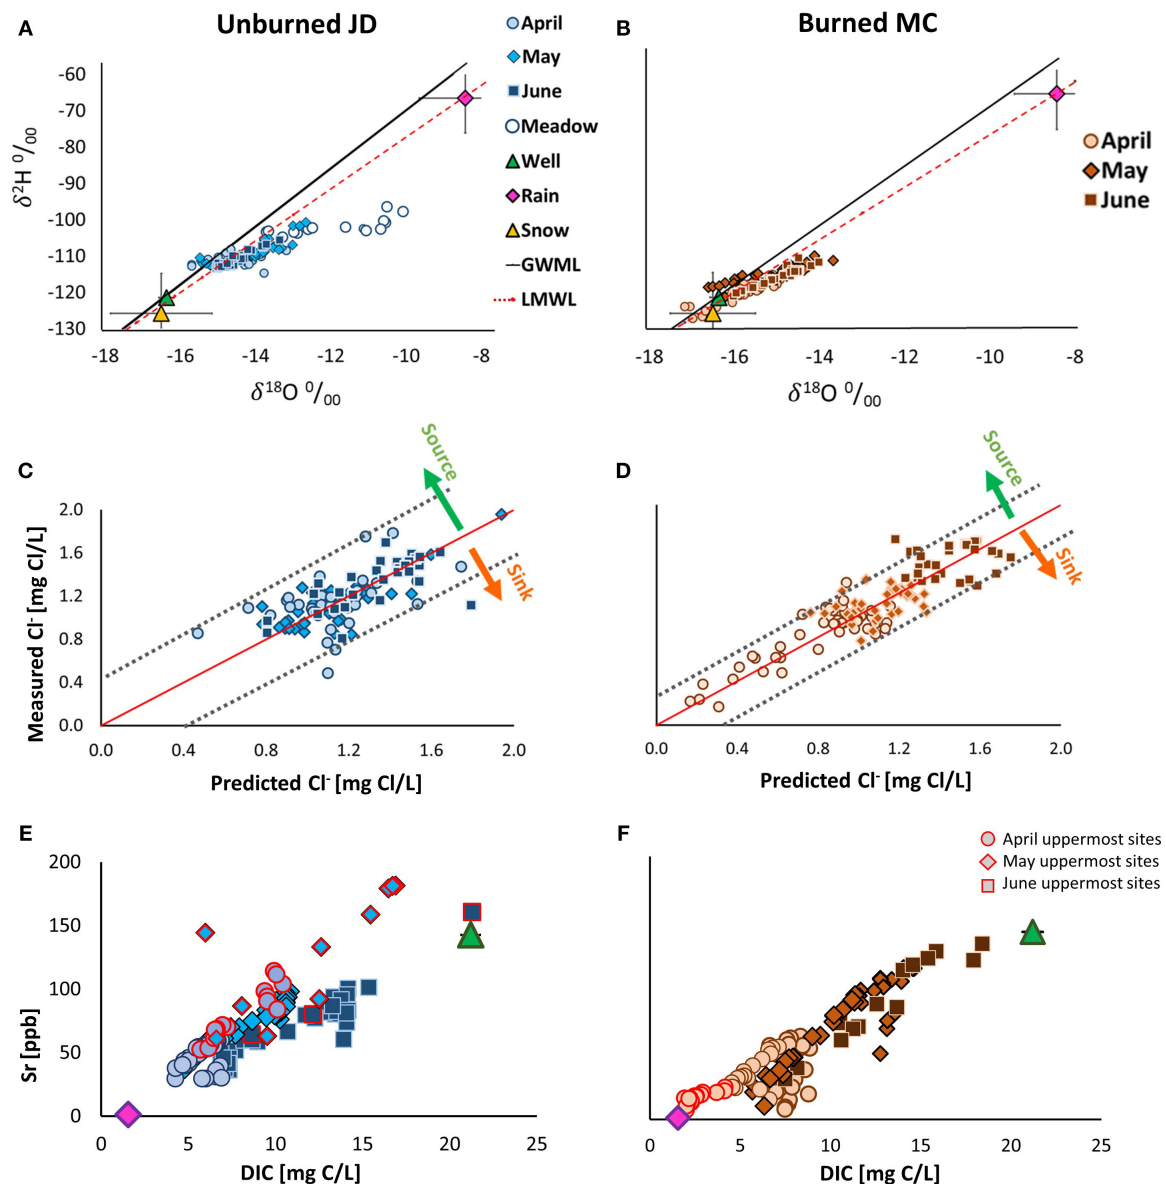 Unburned JD
Burned MC
A
B
April
May
June
Meadow
Well
Rain
Snow
GWML
LMWL
April
May
June
-60
-70
-80
-90
-100
-110
-120
-130
δ²H ⁰/₀₀
-18
-16
-14
-12
-10
-8
-18
-16
-14
-12
-10
-8
δ¹⁸O ⁰/₀₀
δ¹⁸O ⁰/₀₀
C
D
Source
Sink
Source
Sink
2.0
1.6
1.2
0.8
0.4
0.0
Measured Cl⁻ [mg Cl/L]
0.0
0.4
0.8
1.2
1.6
2.0
0.0
0.4
0.8
1.2
1.6
2.0
Predicted Cl⁻ [mg Cl/L]
Predicted Cl⁻ [mg Cl/L]
E
F
April uppermost sites
May uppermost sites
June uppermost sites
200
150
100
50
0
Sr [ppb]
0
5
10
15
20
25
0
5
10
15
20
25
DIC [mg C/L]
DIC [mg C/L]